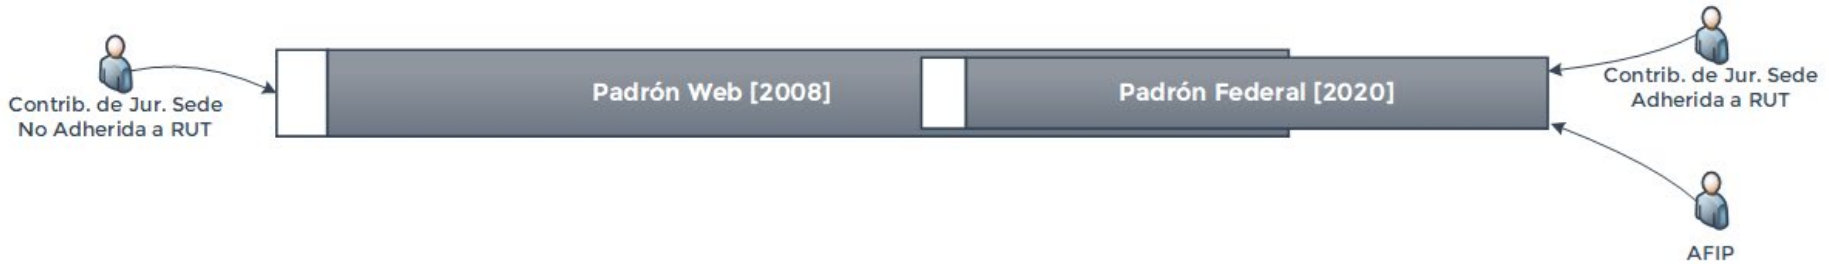 Contrib. de Jur. Sede
No Adherida a RUT
Padrón Web [2008]
Padrón Federal [2020]
Contrib. de Jur. Sede
Adherida a RUT
AFIP